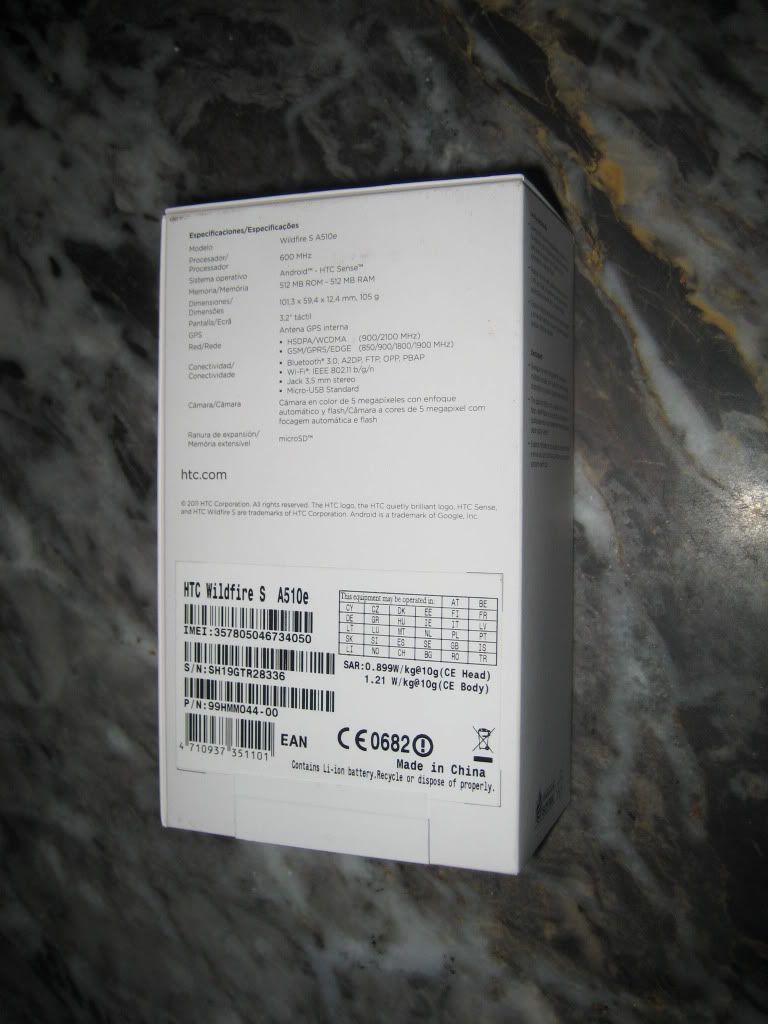 Especificaciones/Especificações
Modelo Wildfire S A510e
Procesador/ 600 MHz
Processador
Sistema operativo Android™ - HTC Sense™
Memoria/Memória 512 MB ROM - 512 MB RAM
Dimensiones/ 101,3 x 59,4 x 12,4 mm, 105 g
Dimensões
Pantalla/Ecrã 3,2" táctil
GPS Antena GPS interna
Red/Rede • HSDPA/WCDMA (900/2100 MHz)
• GSM/GPRS/EDGE (850/900/1800/1900 MHz)
Conectividad/ • Bluetooth® 3.0, A2DP, FTP, OPP, PBAP
Conectividade • Wi-Fi®: IEEE 802.11 b/g/n
• Jack 3,5 mm stereo
• Micro-USB Standard
Cámara/Câmara Cámara en color de 5 megapíxeles con enfoque
automático y flash/Câmara a cores de 5 megapixel com
focagem automática e flash
Ranura de expansión/ microSD™
Memória extensível
htc.com
© 2011 HTC Corporation. All rights reserved. The HTC logo, the HTC quietly brilliant logo, HTC Sense,
and HTC Wildfire S are trademarks of HTC Corporation. Android is a trademark of Google, Inc.
HTC Wildfire S A510e
IMEI:357805046734050
S/N:SH19GTR28336
P/N:99HMM044-00
4 710937 351101 EAN
This equipment may be operated in: AT BE
CY CZ DK EE FI FR
DE GR HU IE IT LV
LT LU MT NL PL PT
SK SI ES SE GB IS
LI NO CH BG RO TR
SAR:0.899W/kg@10g(CE Head)
1.21 W/kg@10g(CE Body)
CE0682
Made in China
Contains Li-ion battery.Recycle or dispose of properly.